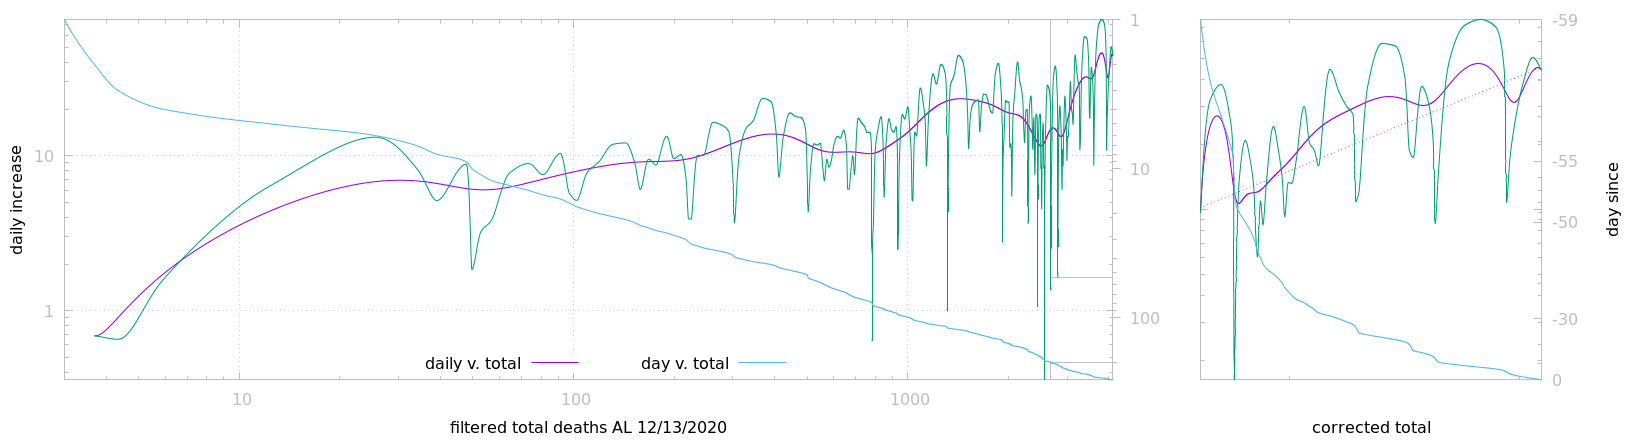 daily increase
10
1
10
100
1000
1
10
100
daily v. total
day v. total
filtered total deaths AL 12/13/2020
-59
-55
-50
-30
0
day since
corrected total